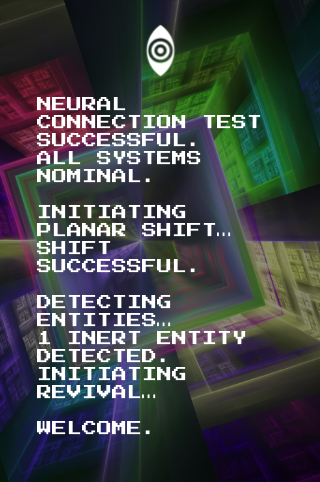 NEURAL
CONNECTION TEST
SUCCESSFUL.
ALL SYSTEMS
NOMINAL.
INITIATING
PLANAR SHIFT…
SHIFT
SUCCESSFUL.
DETECTING
ENTITIES…
1 INERT ENTITY
DETECTED.
INITIATING
REVIVAL…
WELCOME.